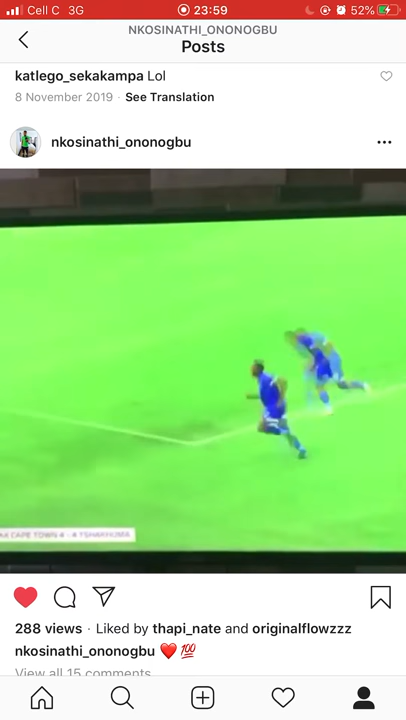 Cell C 3G 23:59 52%
NKOSINATHI_ONONOGBU
Posts
katlego_sekakampa Lol
8 November 2019 · See Translation
nkosinathi_ononogbu
CAPE TOWN 4 - 4 TSHAKHUMA
288 views · Liked by thapi_nate and originalflowzzz
nkosinathi_ononogbu ❤️ 💯
View all 15 comments